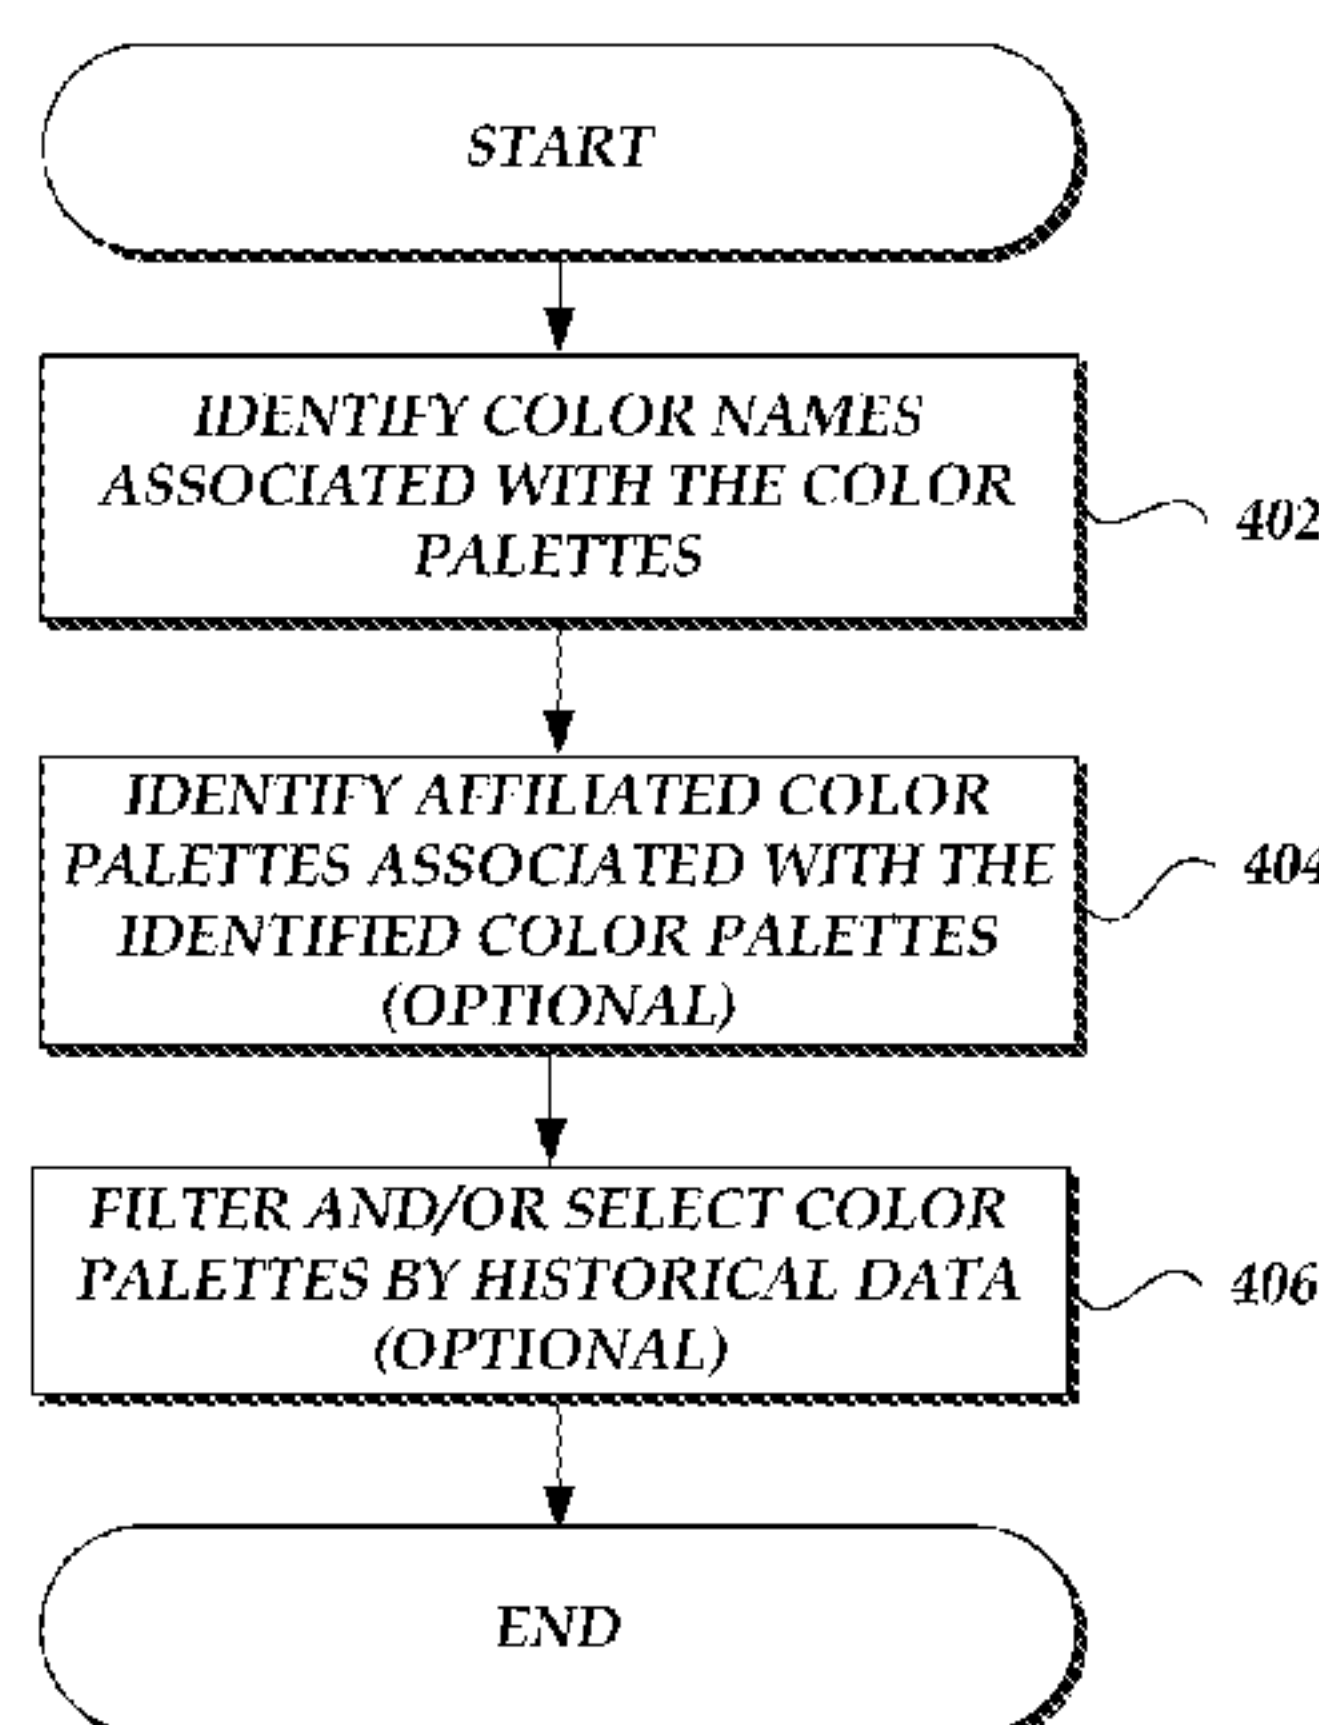 START
IDENTIFY COLOR NAMES
ASSOCIATED WITH THE COLOR
PALETTES
402
IDENTIFY AFFILIATED COLOR
PALETTES ASSOCIATED WITH THE
IDENTIFIED COLOR PALETTES
(OPTIONAL)
404
FILTER AND/OR SELECT COLOR
PALETTES BY HISTORICAL DATA
(OPTIONAL)
406
END